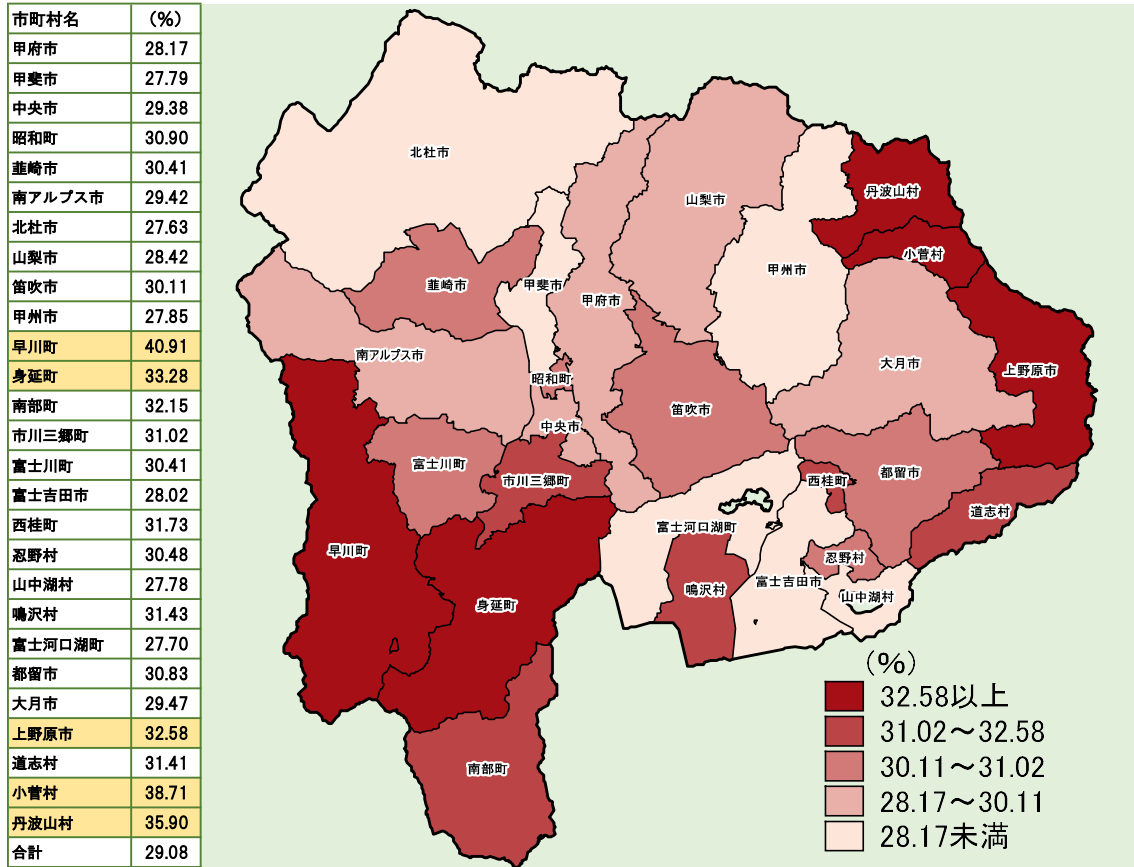 市町村名 (%)
甲府市 28.17
甲斐市 27.79
中央市 29.38
昭和町 30.90
韮崎市 30.41
南アルプス市 29.42
北杜市 27.63
山梨市 28.42
笛吹市 30.11
甲州市 27.85
早川町 40.91
身延町 33.28
南部町 32.15
市川三郷町 31.02
富士川町 30.41
富士吉田市 28.02
西桂町 31.73
忍野村 30.48
山中湖村 27.78
鳴沢村 31.43
富士河口湖町 27.70
都留市 30.83
大月市 29.47
上野原市 32.58
道志村 31.41
小菅村 38.71
丹波山村 35.90
合計 29.08
北杜市
丹波山村
山梨市
小菅村
甲州市
韮崎市
甲斐市
甲府市
南アルプス市
大月市
上野原市
昭和町
笛吹市
中央市
富士川町
市川三郷町
都留市
西桂町
道志村
富士河口湖町
早川町
忍野村
鳴沢村
富士吉田市
山中湖村
身延町
南部町
(%)
32.58以上
31.02～32.58
30.11～31.02
28.17～30.11
28.17未満